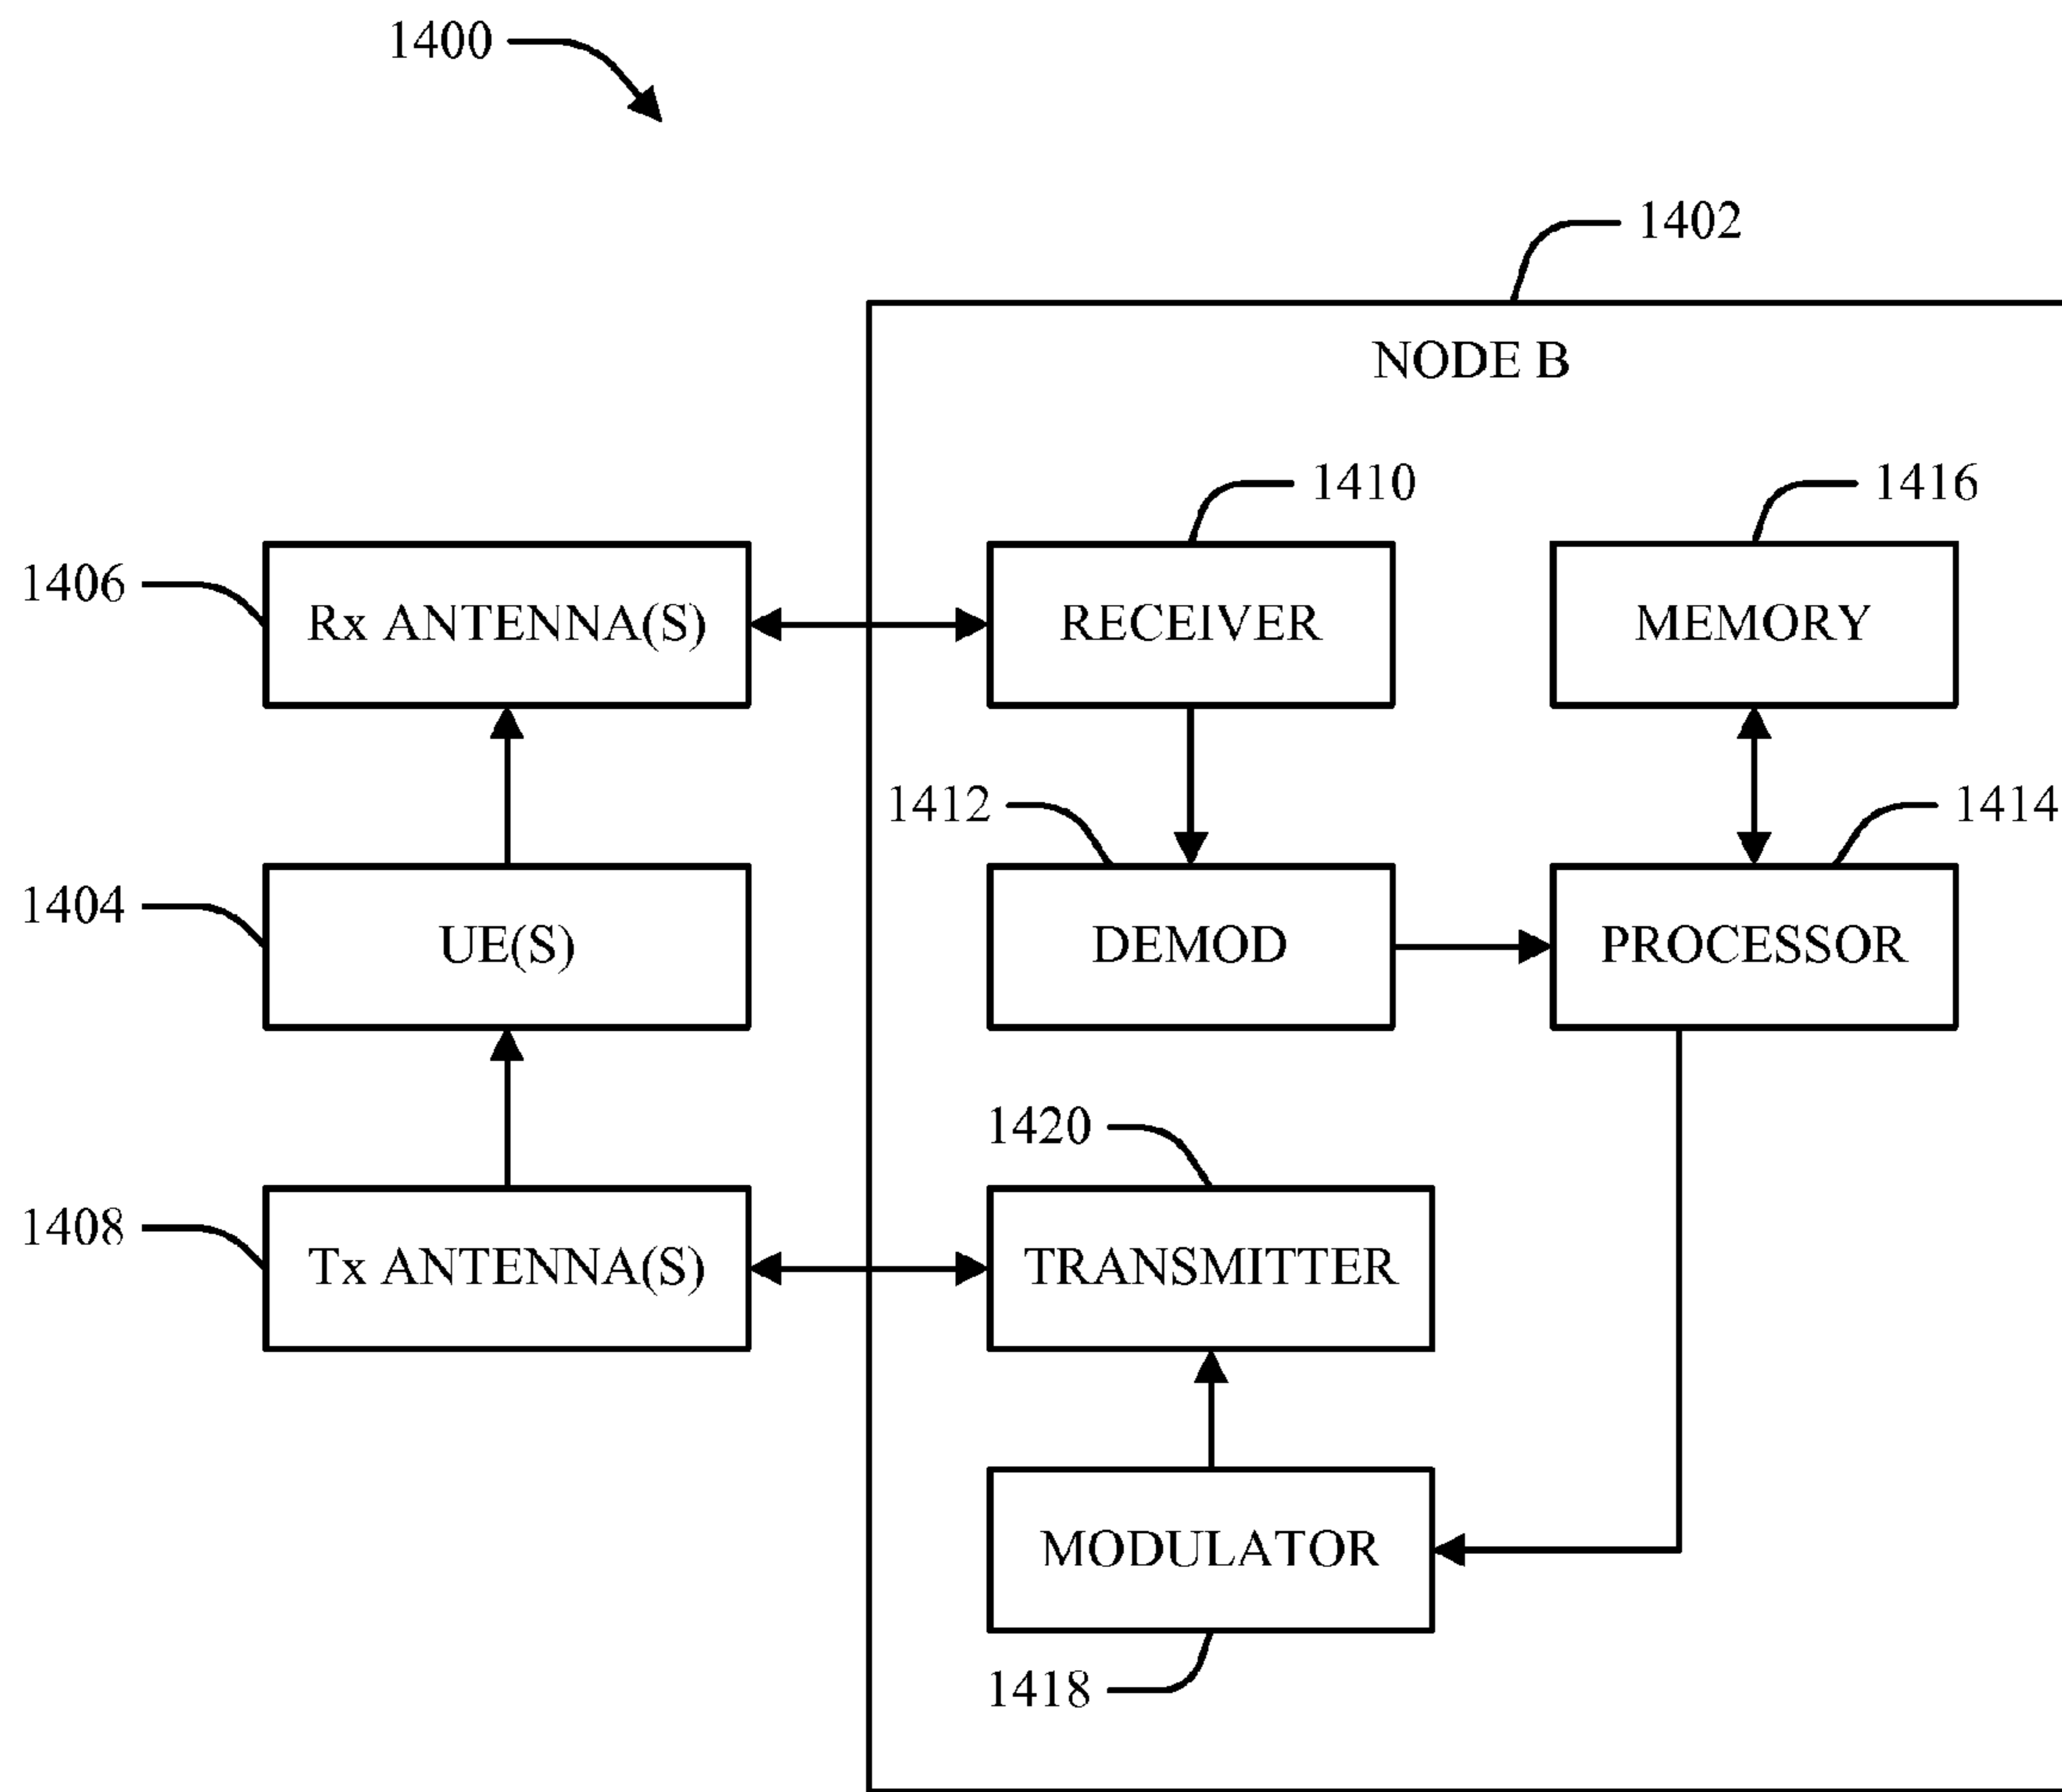 1400
1402
NODE B
1410
1416
1406
Rx ANTENNA(S)
RECEIVER
MEMORY
1412
1414
1404
UE(S)
DEMOD
PROCESSOR
1420
1408
Tx ANTENNA(S)
TRANSMITTER
MODULATOR
1418